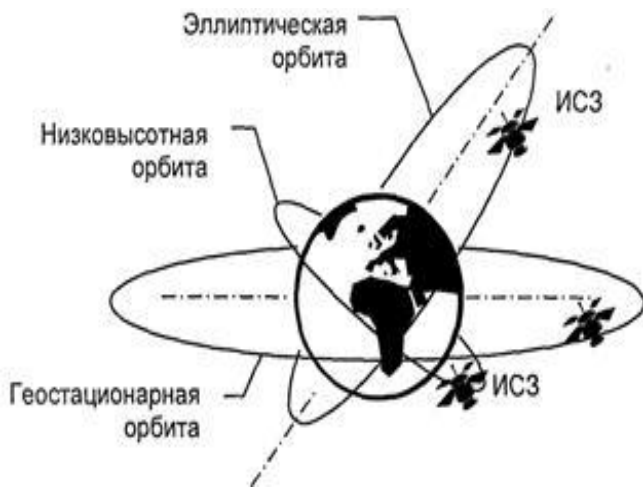 Эллиптическая
орбита
ИСЗ
Низковысотная
орбита
Геостационарная
орбита
ИСЗ